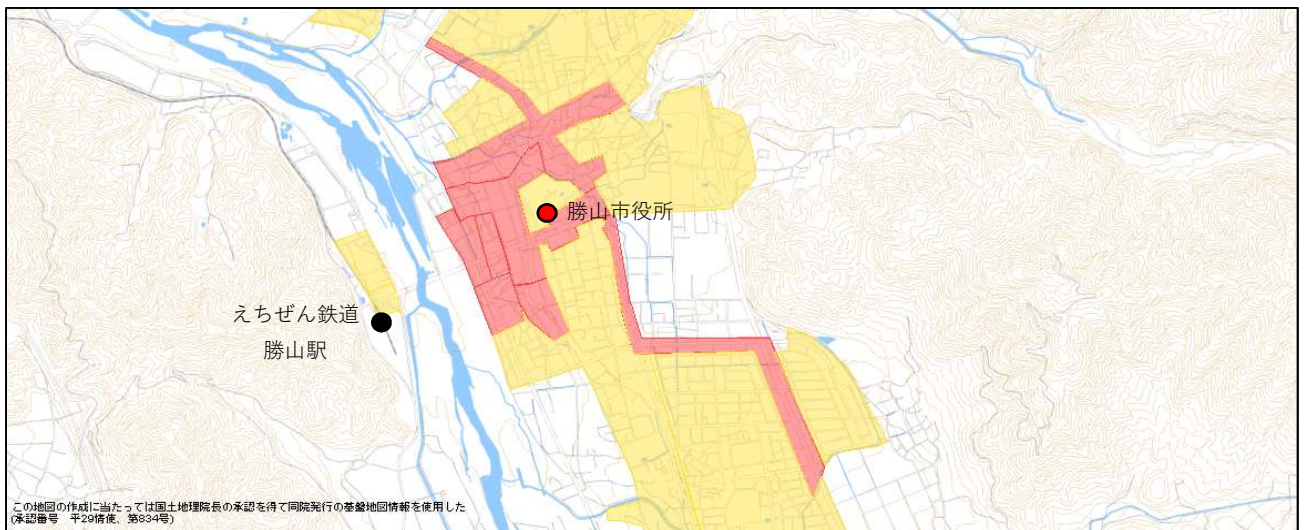 勝山市役所
えちぜん鉄道
勝山駅
この地図の作成に当たっては国土地理院長の承認を得て同院発行の基盤地図情報を使用した
(承認番号 平29情使、第834号)